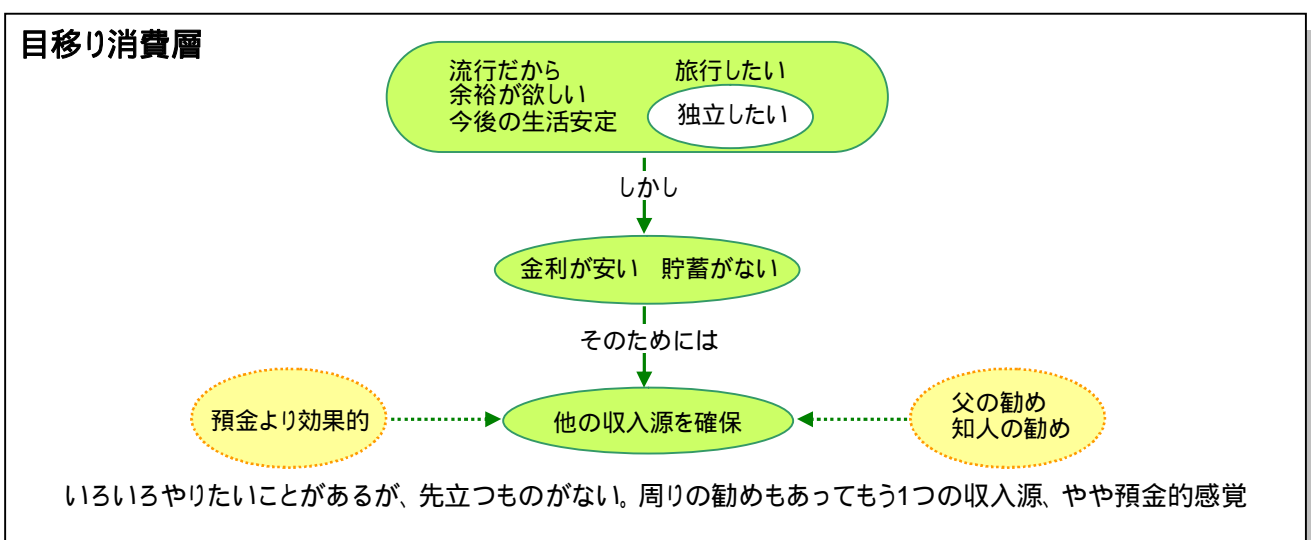 目移り消費層
流行だから
余裕が欲しい
今後の生活安定
旅行したい
独立したい
しかし
金利が安い　貯蓄がない
そのためには
預金より効果的
他の収入源を確保
父の勧め
知人の勧め
いろいろやりたいことがあるが、先立つものがない。周りの勧めもあってもう1つの収入源、やや預金的感覚